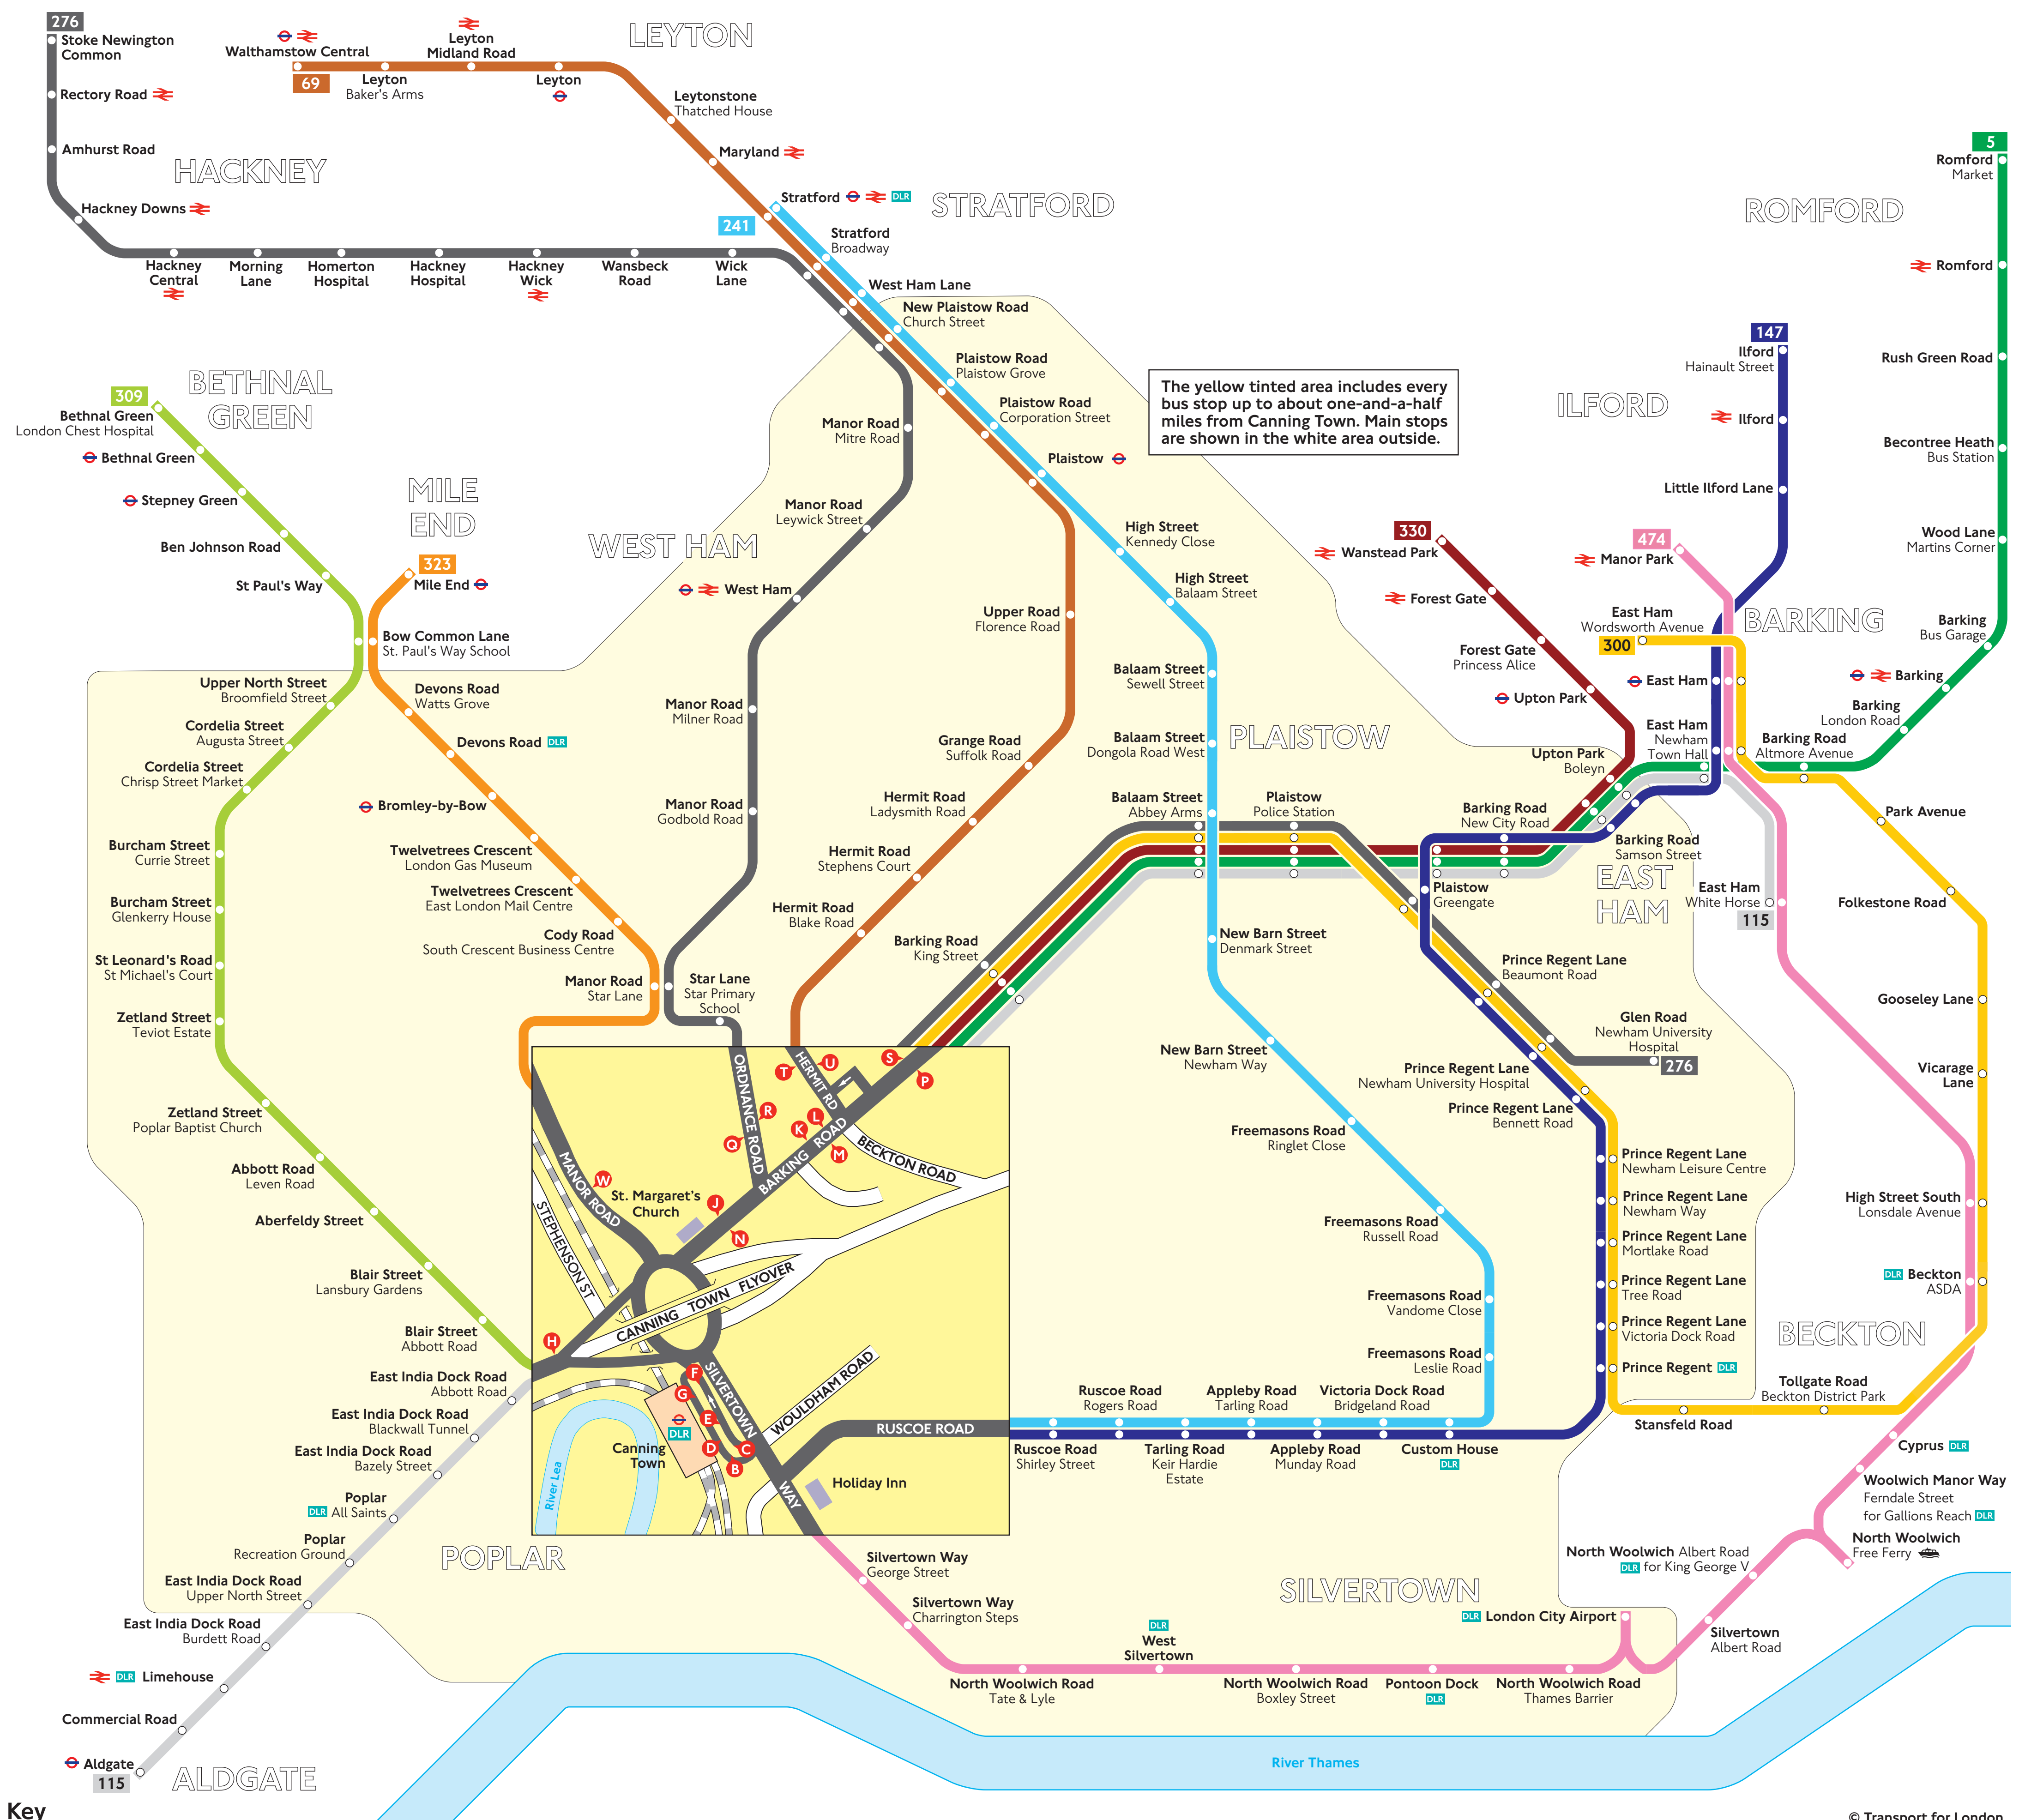 276
Stoke Newington
Common
Rectory Road
Amhurst Road
HACKNEY
Hackney Downs
Hackney
Central
Morning
Lane
Homerton
Hospital
Hackney
Hospital
Hackney
Wick
Wansbeck
Road
Wick
Lane
Walthamstow Central
69
Leyton
Baker's Arms
Leyton
Midland Road
Leyton
LEYTON
Leytonstone
Thatched House
Maryland
Stratford DLR
STRATFORD
241
Stratford
Broadway
West Ham Lane
New Plaistow Road
Church Street
Plaistow Road
Plaistow Grove
Plaistow Road
Corporation Street
Plaistow
High Street
Kennedy Close
High Street
Balaam Street
Balaam Street
Sewell Street
Balaam Street
Dongola Road West
PLAISTOW
Balaam Street
Abbey Arms
Plaistow
Police Station
The yellow tinted area includes every
bus stop up to about one-and-a-half
miles from Canning Town. Main stops
are shown in the white area outside.
5
Romford
Market
ROMFORD
Romford
Rush Green Road
Becontree Heath
Bus Station
Wood Lane
Martins Corner
Barking
Bus Garage
Barking
Barking
London Road
Barking Road
Altmore Avenue
147
Ilford
Hainault Street
ILFORD
Ilford
Little Ilford Lane
330
Wanstead Park
Forest Gate
Forest Gate
Princess Alice
Upton Park
Upton Park
Boleyn
474
Manor Park
BARKING
East Ham
Wordsworth Avenue
300
East Ham
East Ham
Newham
Town Hall
Park Avenue
Folkestone Road
Gooseley Lane
Vicarage
Lane
High Street South
Lonsdale Avenue
DLR Beckton
ASDA
BECKTON
Tollgate Road
Beckton District Park
Stansfeld Road
Cyprus DLR
Woolwich Manor Way
Ferndale Street
for Gallions Reach DLR
North Woolwich
Free Ferry
North Woolwich Albert Road
DLR for King George V
Silvertown
Albert Road
DLR London City Airport
SILVERTOWN
Barking Road
New City Road
Barking Road
Samson Street
EAST
HAM
East Ham
White Horse
115
Plaistow
Greengate
Prince Regent Lane
Beaumont Road
Glen Road
Newham University
Hospital
276
Prince Regent Lane
Newham University Hospital
Prince Regent Lane
Bennett Road
Prince Regent Lane
Newham Leisure Centre
Prince Regent Lane
Newham Way
Prince Regent Lane
Mortlake Road
Prince Regent Lane
Tree Road
Prince Regent Lane
Victoria Dock Road
Prince Regent DLR
New Barn Street
Denmark Street
New Barn Street
Newham Way
Freemasons Road
Ringlet Close
Freemasons Road
Russell Road
Freemasons Road
Vandome Close
Freemasons Road
Leslie Road
Ruscoe Road
Rogers Road
Appleby Road
Tarling Road
Victoria Dock Road
Bridgeland Road
Ruscoe Road
Shirley Street
Tarling Road
Keir Hardie
Estate
Appleby Road
Munday Road
Custom House
DLR
309
Bethnal Green
London Chest Hospital
BETHNAL
GREEN
Bethnal Green
Stepney Green
Ben Johnson Road
St Paul's Way
MILE
END
323
Mile End
Bow Common Lane
St. Paul's Way School
Upper North Street
Broomfield Street
Cordelia Street
Augusta Street
Cordelia Street
Chrisp Street Market
Burcham Street
Currie Street
Burcham Street
Glenkerry House
St Leonard's Road
St Michael's Court
Zetland Street
Teviot Estate
Zetland Street
Poplar Baptist Church
Abbott Road
Leven Road
Aberfeldy Street
Blair Street
Lansbury Gardens
Blair Street
Abbott Road
Devons Road
Watts Grove
Devons Road DLR
Bromley-by-Bow
Twelvetrees Crescent
London Gas Museum
Twelvetrees Crescent
East London Mail Centre
Cody Road
South Crescent Business Centre
Manor Road
Star Lane
WEST HAM
Manor Road
Mitre Road
Manor Road
Leywick Street
West Ham
Manor Road
Milner Road
Manor Road
Godbold Road
Star Lane
Star Primary
School
Upper Road
Florence Road
Grange Road
Suffolk Road
Hermit Road
Ladysmith Road
Hermit Road
Stephens Court
Hermit Road
Blake Road
Barking Road
King Street
East India Dock Road
Abbott Road
East India Dock Road
Blackwall Tunnel
East India Dock Road
Bazely Street
Poplar
DLR All Saints
Poplar
Recreation Ground
East India Dock Road
Upper North Street
East India Dock Road
Burdett Road
DLR Limehouse
Commercial Road
Aldgate
115
ALDGATE
POPLAR
ORDNANCE ROAD
HERMIT RD
BARKING ROAD
BECKTON ROAD
MANOR ROAD
STEPHENSON ST
St. Margaret's
Church
CANNING TOWN FLYOVER
SILVERTOWN
WAY
WOULDHAM ROAD
RUSCOE ROAD
Canning
Town
DLR
Holiday Inn
River Lea
T
U
S
P
R
Q
L
K
M
W
J
N
H
F
G
E
D
C
B
Silvertown Way
George Street
Silvertown Way
Charrington Steps
North Woolwich Road
Tate & Lyle
DLR
West
Silvertown
North Woolwich Road
Boxley Street
Pontoon Dock
DLR
North Woolwich Road
Thames Barrier
River Thames
Key
© Transport for London